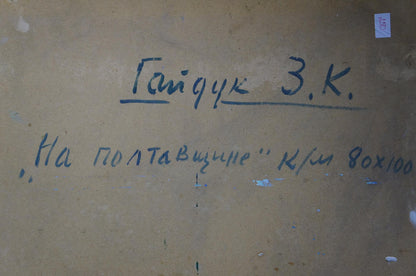 Гайдук З.К.
„На полтавщине" к/м 80х100